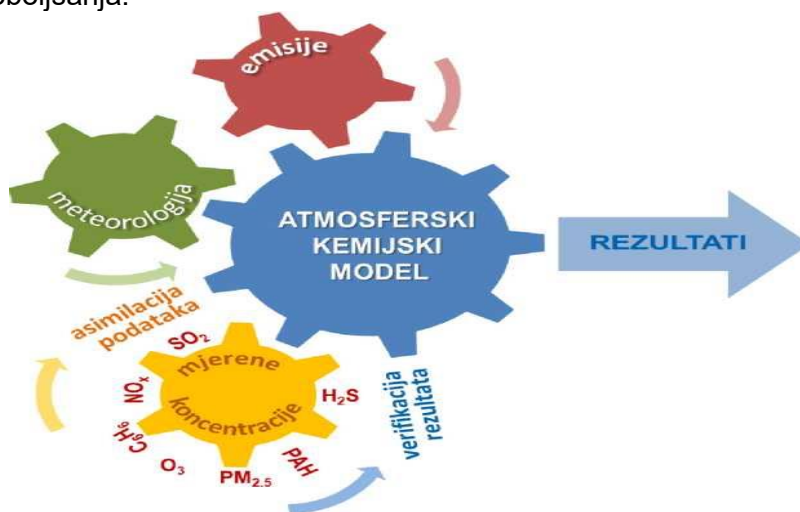 emisije
meteorologija
ATMOSFERSKI
KEMIJSKI
MODEL
REZULTATI
asimilacija
podataka
SO₂
mjerene
koncentracije
NOₓ
H₂S
C₆H₆
O₃
PM₂.₅
PAH
verifikacija
rezultata